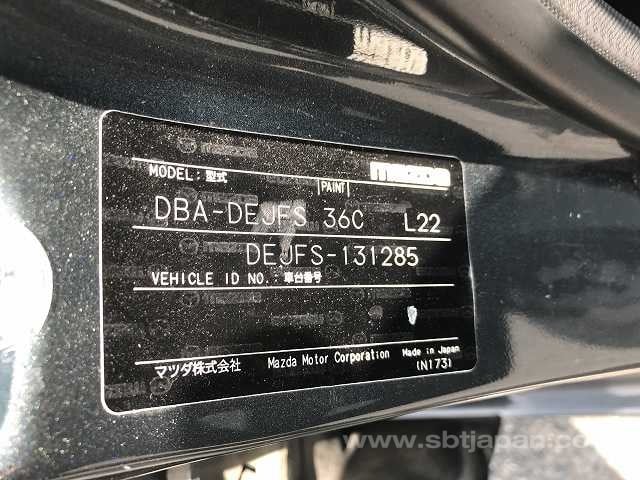 mazda
MODEL: 型式
PAINT
DBA-DEJFS 36C L22
DEJFS-131285
VEHICLE ID NO.: 車台番号
マツダ株式会社 Mazda Motor Corporation Made in Japan
(N173)
www.sbtjapan.co